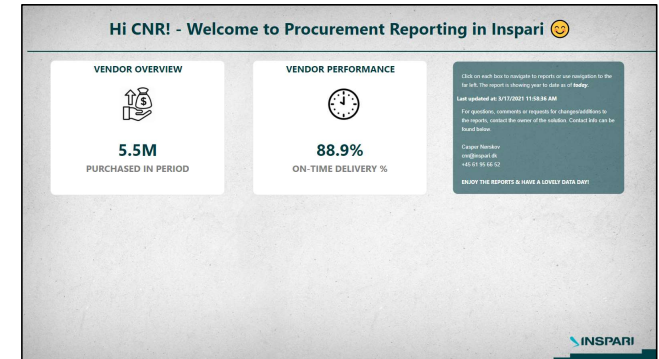 Hi CNR! - Welcome to Procurement Reporting in Inspari 😊
VENDOR OVERVIEW
5.5M
PURCHASED IN PERIOD
VENDOR PERFORMANCE
88.9%
ON-TIME DELIVERY %
Click on each box to navigate to reports or use navigation to the
far left. The report is showing year to date as of today.
Last updated at: 3/17/2021 11:58:36 AM
For questions, comments or requests for changes/additions to
the reports, contact the owner of the solution. Contact info can be
found below
Casper Nørskov
cnr@inspari.dk
+45 61 95 66 52
ENJOY THE REPORTS & HAVE A LOVELY DATA DAY!
INSPARI